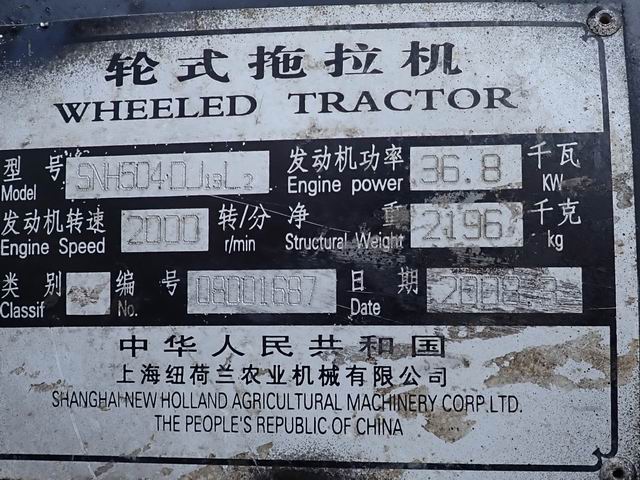 轮式拖拉机
WHEELED TRACTOR
型号 SNH504DJ13L2 发动机功率 36.8 千瓦
Model Engine power KW
发动机转速 2000 转/分 净重 2196 千克
Engine Speed r/min Structural Weight kg
类别 编号 08001687 日期 2008.3
Classif No. Date
中华人民共和国
上海纽荷兰农业机械有限公司
SHANGHAI NEW HOLLAND AGRICULTURAL MACHINERY CORP.LTD.
THE PEOPLE'S REPUBLIC OF CHINA